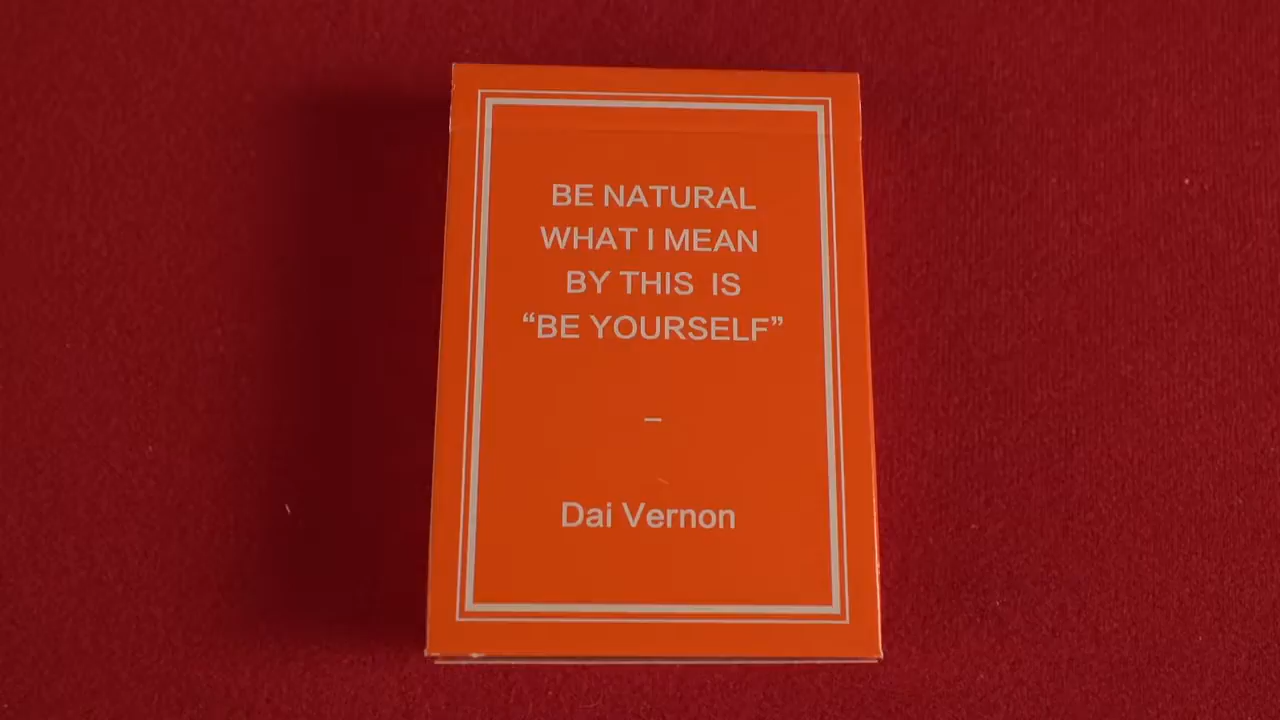 BE NATURAL
WHAT I MEAN
BY THIS IS
“BE YOURSELF”
–
Dai Vernon